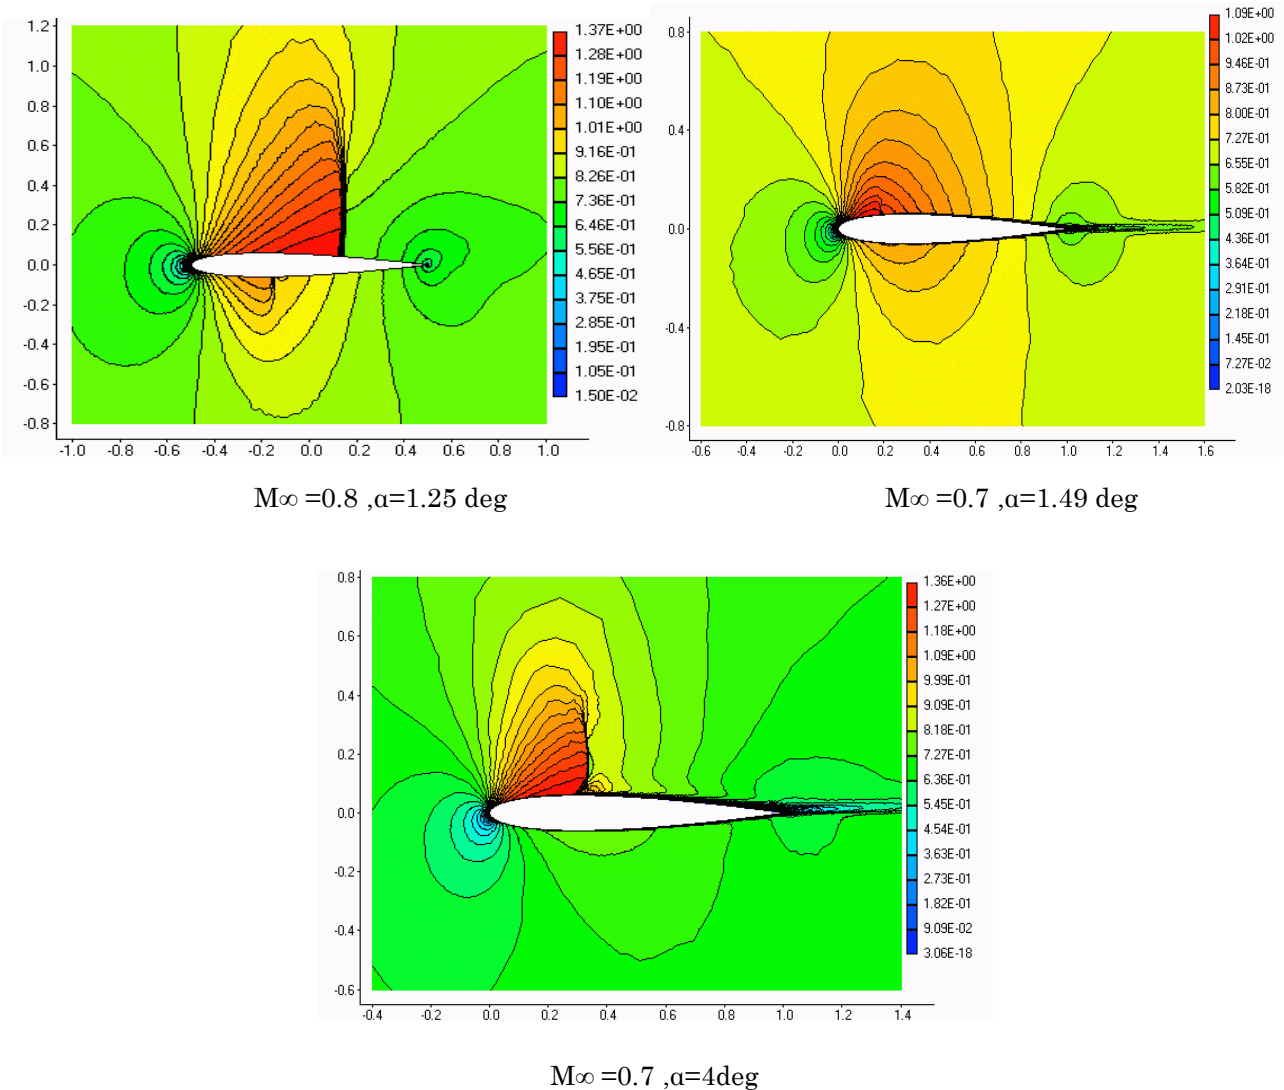 1.2
1.0
0.8
0.6
0.4
0.2
0.0
-0.2
-0.4
-0.6
-0.8
-1.0 -0.8 -0.6 -0.4 -0.2 0.0 0.2 0.4 0.6 0.8 1.0
1.37E+00
1.28E+00
1.19E+00
1.10E+00
1.01E+00
9.16E-01
8.26E-01
7.36E-01
6.46E-01
5.56E-01
4.65E-01
3.75E-01
2.85E-01
1.95E-01
1.05E-01
1.50E-02
M∞ =0.8 ,α=1.25 deg
0.8
0.4
0.0
-0.4
-0.8
-0.6 -0.4 -0.2 0.0 0.2 0.4 0.6 0.8 1.0 1.2 1.4 1.6
1.09E+00
1.02E+00
9.46E-01
8.73E-01
8.00E-01
7.27E-01
6.55E-01
5.82E-01
5.09E-01
4.36E-01
3.64E-01
2.91E-01
2.18E-01
1.45E-01
7.27E-02
2.03E-18
M∞ =0.7 ,α=1.49 deg
0.8
0.6
0.4
0.2
0.0
-0.2
-0.4
-0.6
-0.4 -0.2 0.0 0.2 0.4 0.6 0.8 1.0 1.2 1.4
1.36E+00
1.27E+00
1.18E+00
1.09E+00
9.99E-01
9.09E-01
8.18E-01
7.27E-01
6.36E-01
5.45E-01
4.54E-01
3.63E-01
2.73E-01
1.82E-01
9.09E-02
3.06E-18
M∞ =0.7 ,α=4deg